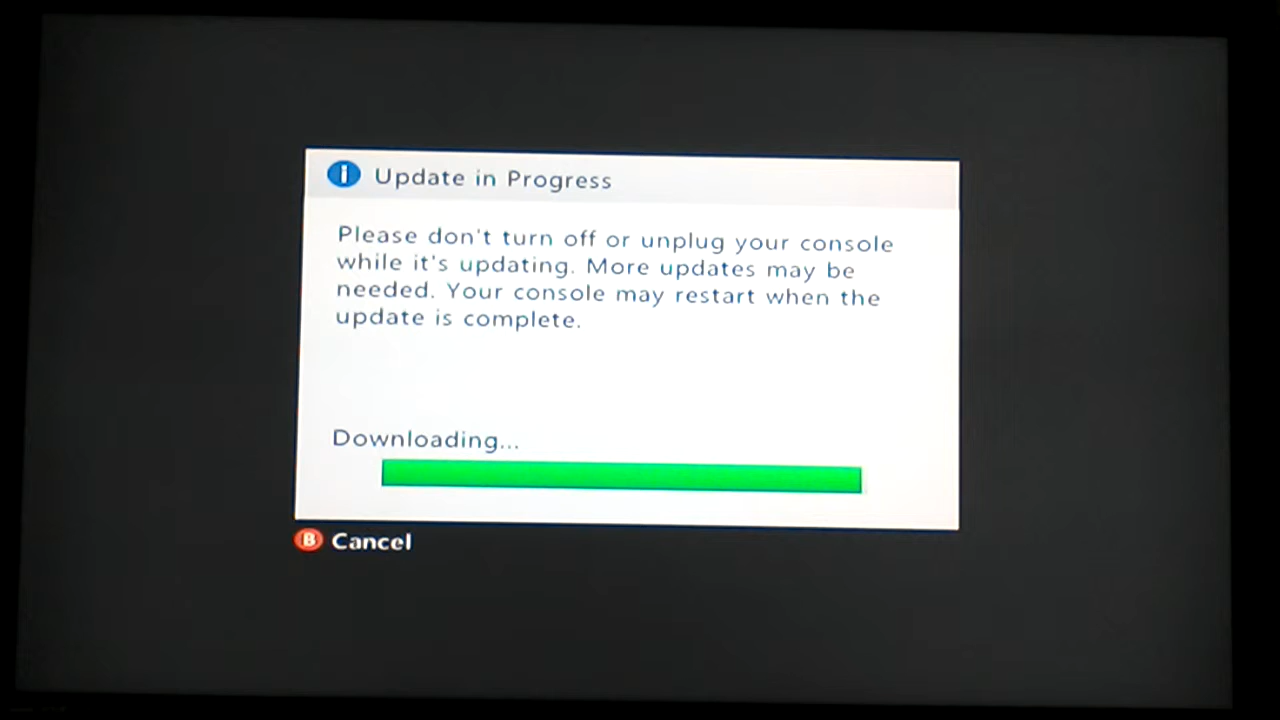 i Update in Progress
Please don't turn off or unplug your console
while it's updating. More updates may be
needed. Your console may restart when the
update is complete.
Downloading...
B Cancel